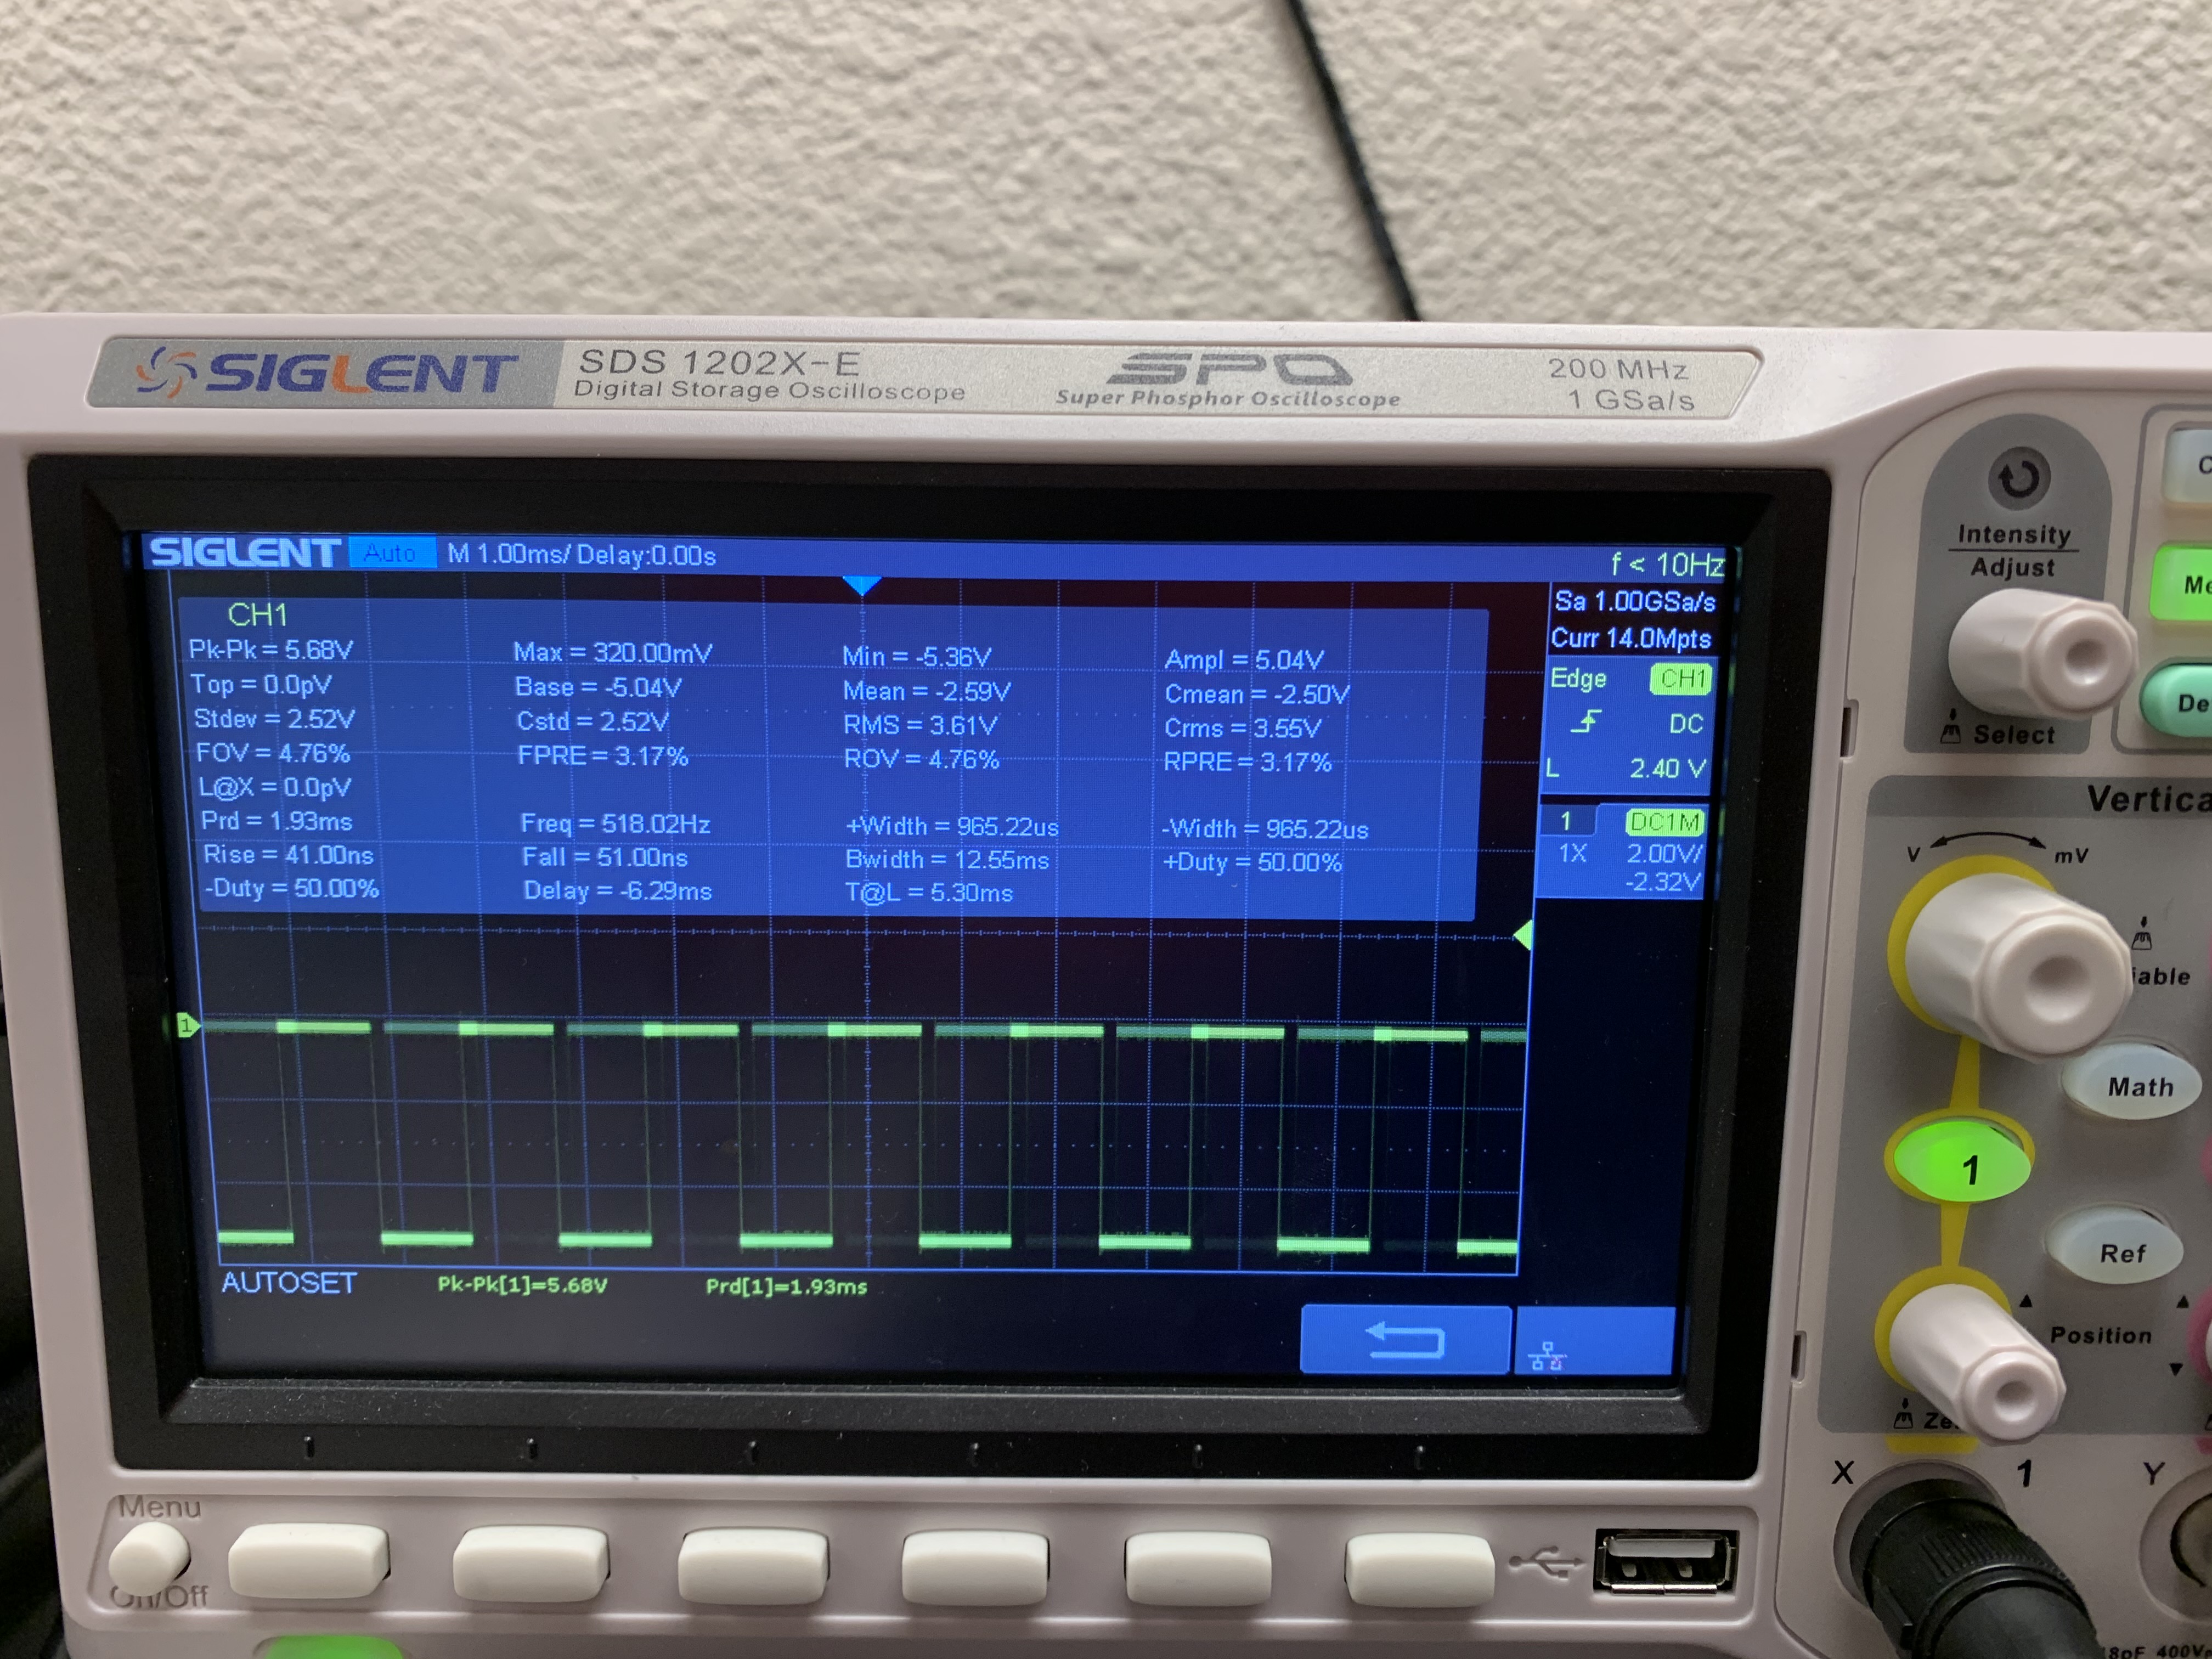 SIGLENT SDS 1202X-E
Digital Storage Oscilloscope
SPO
Super Phosphor Oscilloscope
200 MHz
1 GSa/s
Intensity
Adjust
Select
SIGLENT Auto M 1.00ms/ Delay:0.00s f < 10Hz
CH1
Pk-Pk = 5.68V Max = 320.00mV Min = -5.36V Ampl = 5.04V
Top = 0.0pV Base = -5.04V Mean = -2.59V Cmean = -2.50V
Stdev = 2.52V Cstd = 2.52V RMS = 3.61V Crms = 3.55V
FOV = 4.76% FPRE = 3.17% ROV = 4.76% RPRE = 3.17%
L@X = 0.0pV
Prd = 1.93ms Freq = 518.02Hz +Width = 965.22us -Width = 965.22us
Rise = 41.00ns Fall = 51.00ns Bwidth = 12.55ms +Duty = 50.00%
-Duty = 50.00% Delay = -6.29ms T@L = 5.30ms
Sa 1.00GSa/s
Curr 14.0Mpts
Edge CH1
DC
L 2.40 V
1 DC1M
1X 2.00V/
-2.32V
1
AUTOSET Pk-Pk[1]=5.68V Prd[1]=1.93ms
Me
De
Vertica
V mV
iable
Math
1
Ref
Position
Ze
X 1 Y
Menu
On/Off
8pF 400V